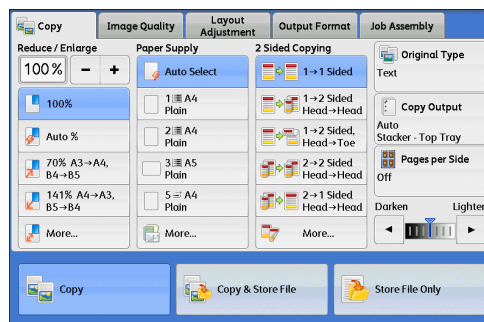 Copy
Image Quality
Layout
Adjustment
Output Format
Job Assembly
Reduce / Enlarge
100%
−
+
100%
Auto %
70% A3→A4,
B4→B5
141% A4→A3,
B5→B4
More...
Paper Supply
Auto Select
1 A4
Plain
2 A4
Plain
3 A5
Plain
5 A4
Plain
More...
2 Sided Copying
1→1 Sided
1→2 Sided
Head→Head
1→2 Sided,
Head→Toe
2→2 Sided
Head→Head
2→1 Sided
Head→Head
More...
Original Type
Text
Copy Output
Auto
Stacker - Top Tray
Pages per Side
Off
Darken
Lighten
Copy
Copy & Store File
Store File Only